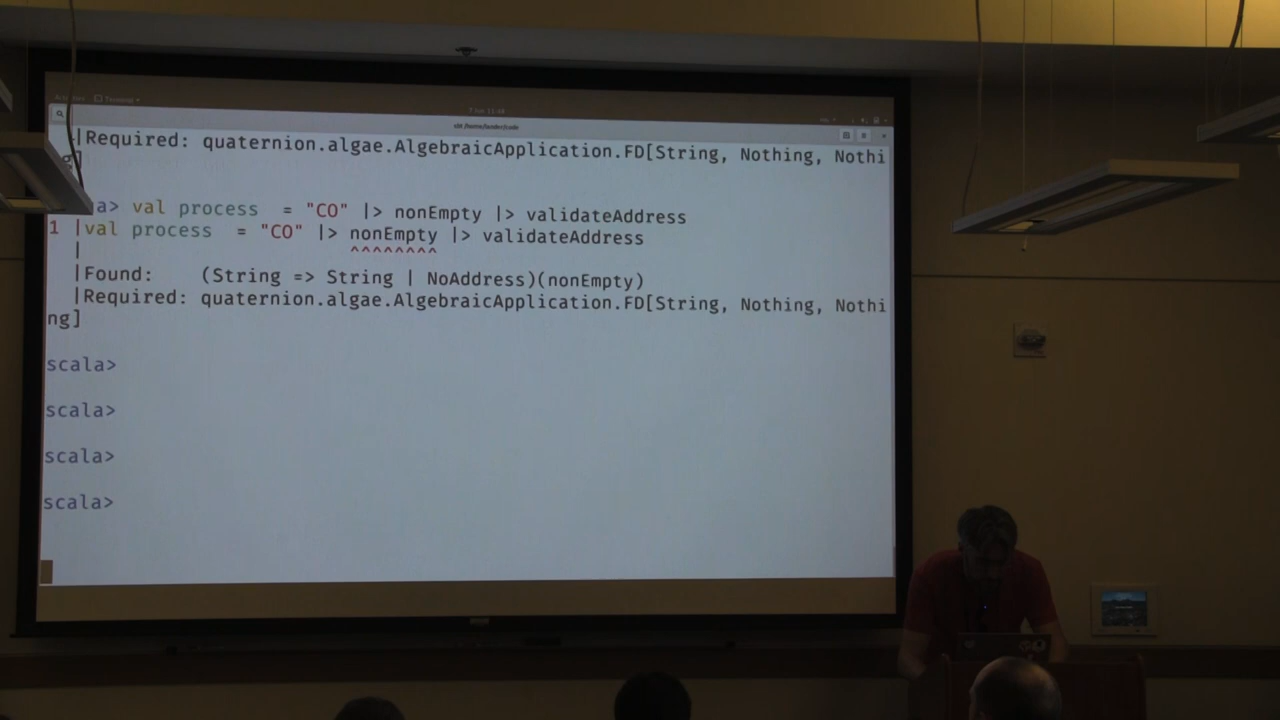 |Required: quaternion.algae.AlgebraicApplication.FD[String, Nothing, Nothi
g]
a> val process  = "CO" |> nonEmpty |> validateAddress
1 |val process  = "CO" |> nonEmpty |> validateAddress
|                        ^^^^^^^^
|Found:    (String => String | NoAddress)(nonEmpty)
|Required: quaternion.algae.AlgebraicApplication.FD[String, Nothing, Nothi
ng]
scala>
scala>
scala>
scala>